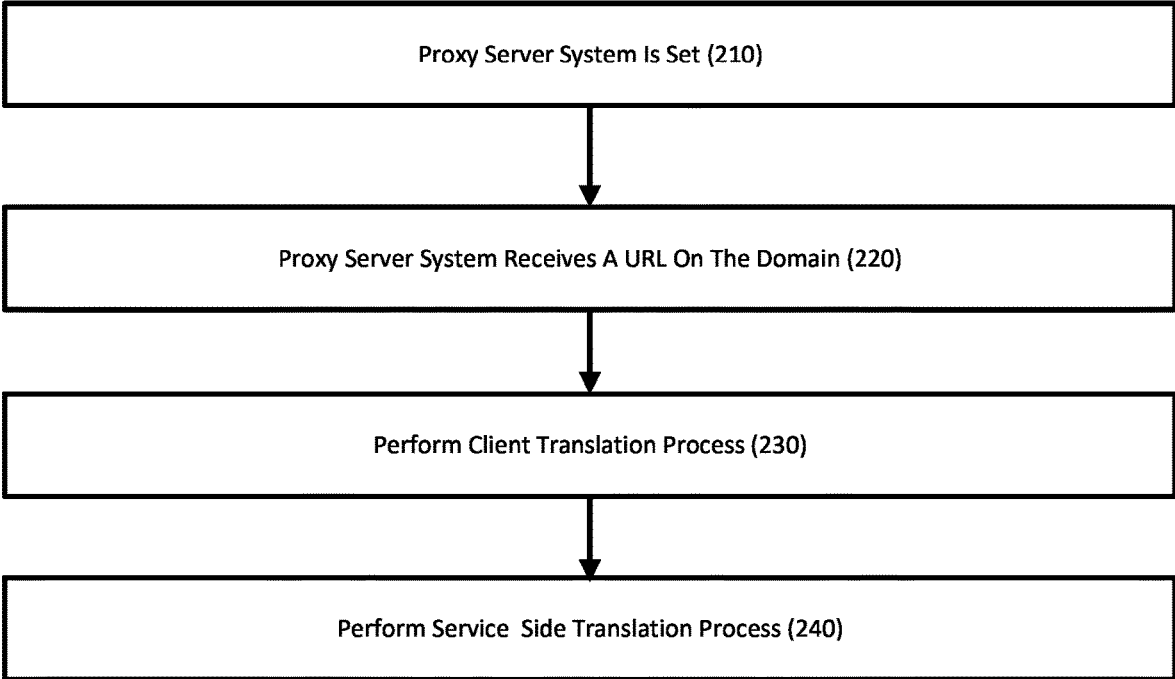 Proxy Server System Is Set (210)
Proxy Server System Receives A URL On The Domain (220)
Perform Client Translation Process (230)
Perform Service  Side Translation Process (240)